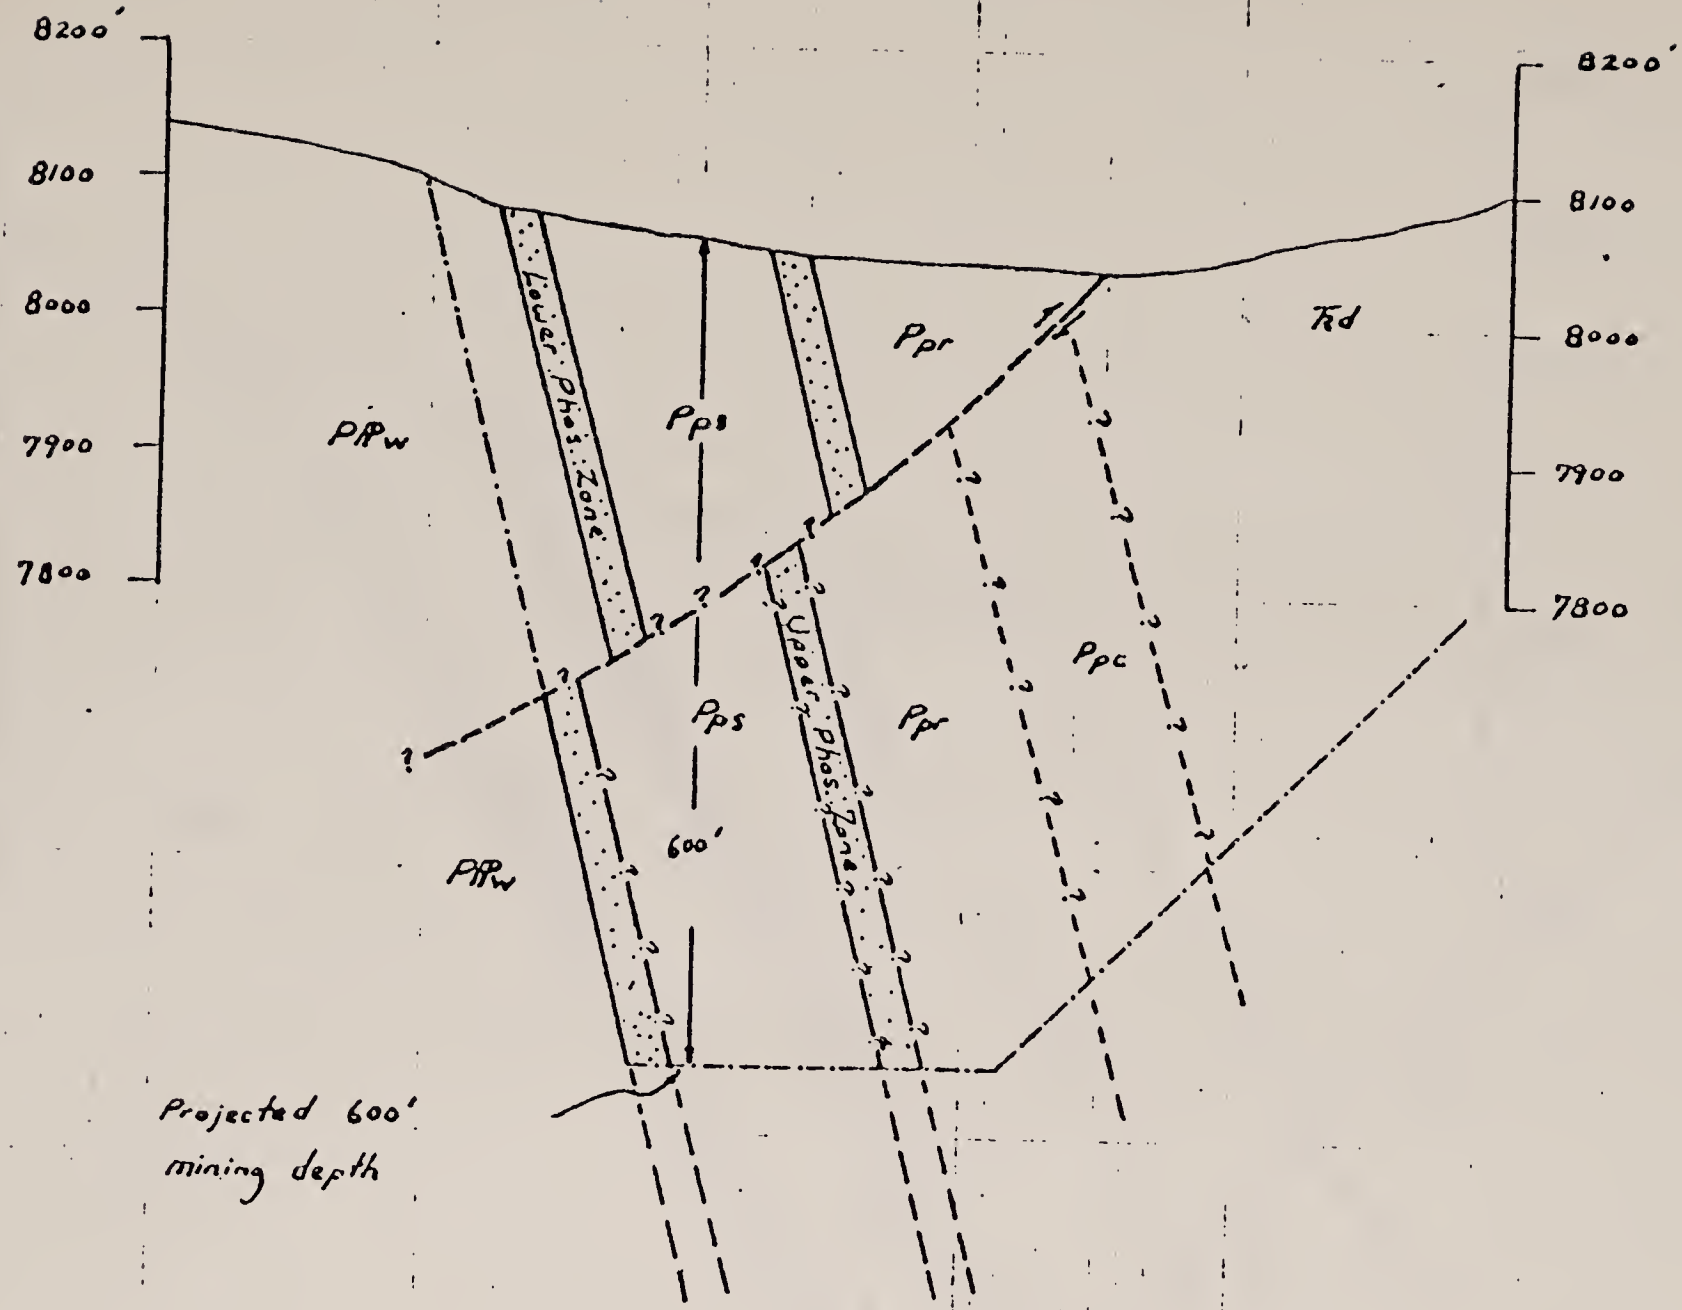 8200'
8200'
8100
8100
8000
8000
7900
7900
7800
7800
Lower Phos. Zone
Pps
Ppr
TRd
PPw
?
?
?
?
?
?
Upper Phos. Zone
Pps
Ppr
Ppc
PPw
600'
Projected 600'
mining depth